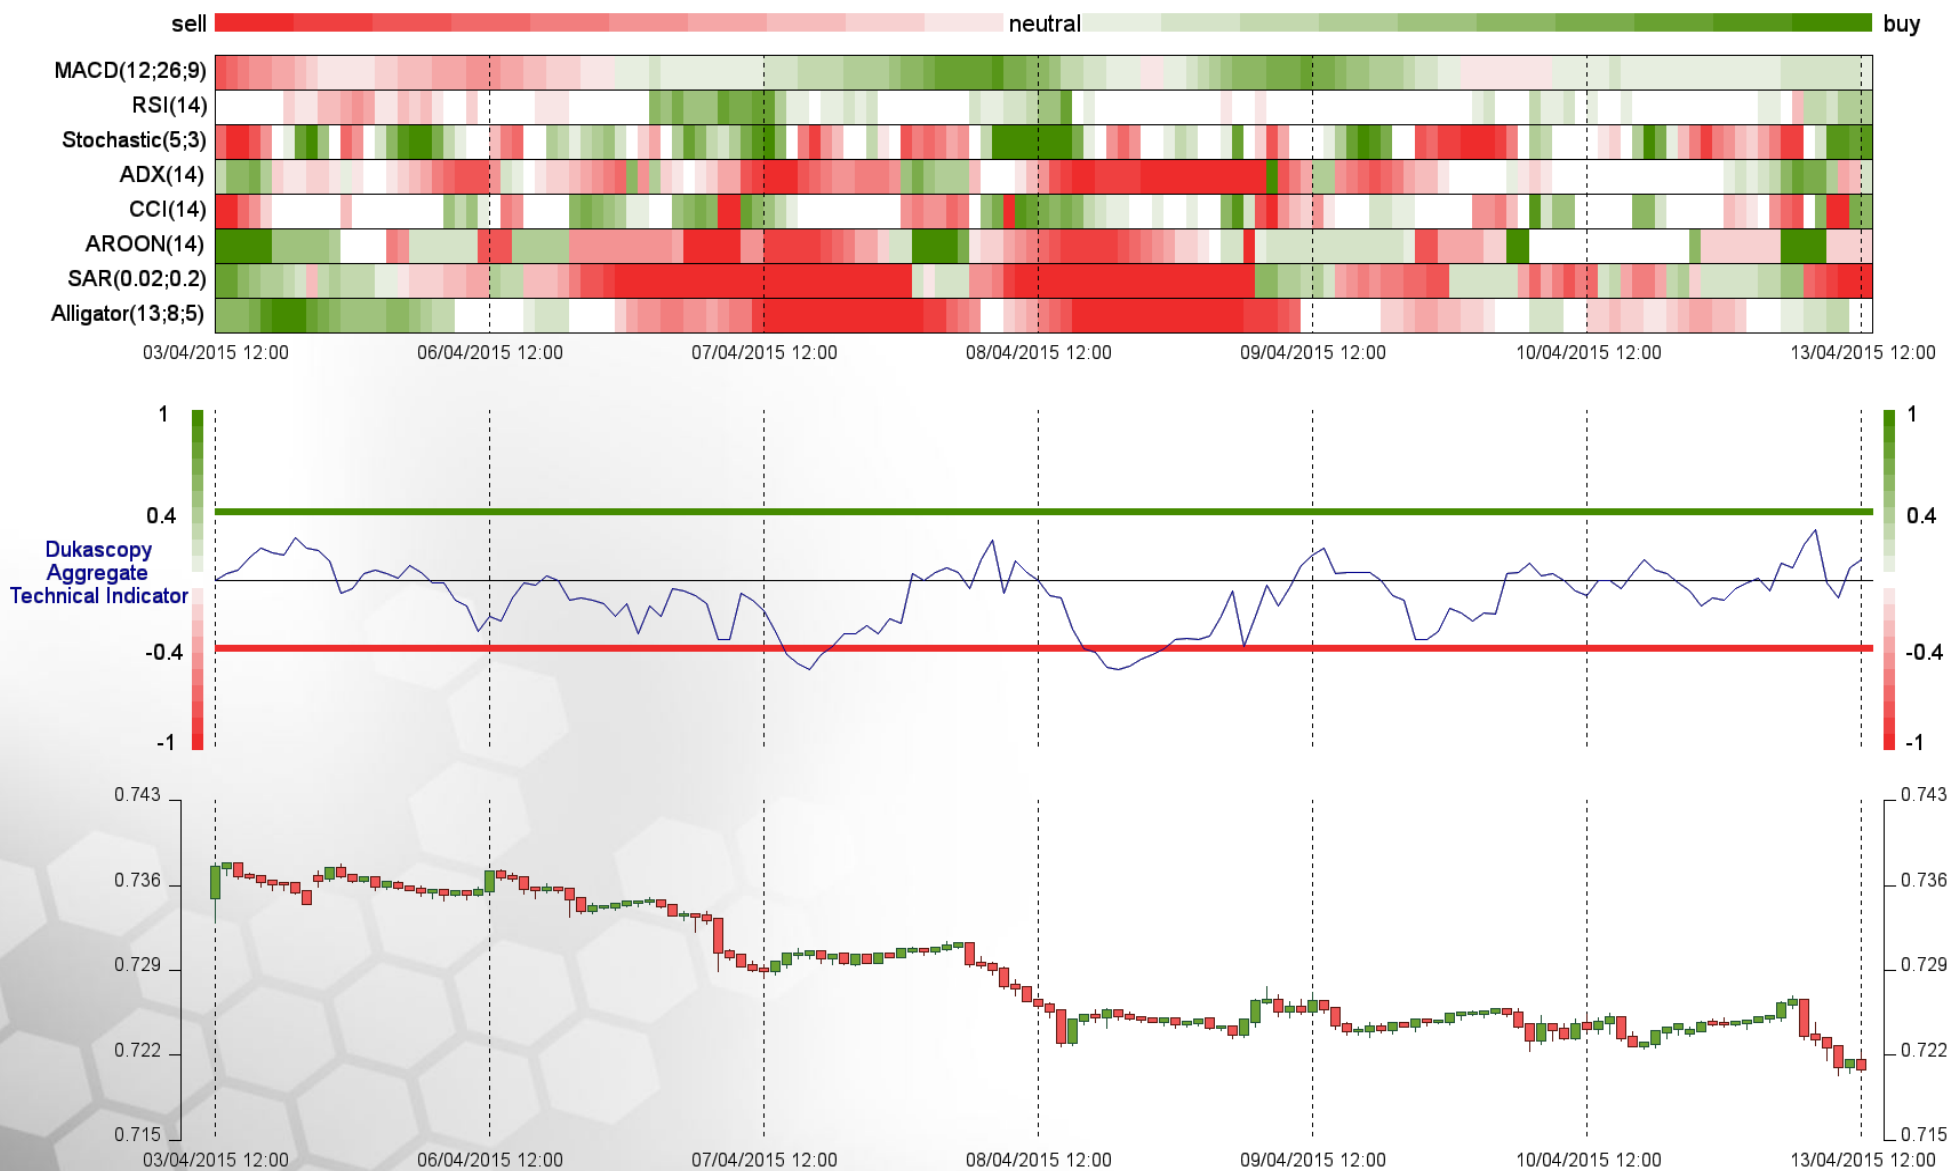 sell neutral buy
MACD(12;26;9)
RSI(14)
Stochastic(5;3)
ADX(14)
CCI(14)
AROON(14)
SAR(0.02;0.2)
Alligator(13;8;5)
03/04/2015 12:00 06/04/2015 12:00 07/04/2015 12:00 08/04/2015 12:00 09/04/2015 12:00 10/04/2015 12:00 13/04/2015 12:00
1 1
0.4 0.4
Dukascopy
Aggregate
Technical Indicator
-0.4 -0.4
-1 -1
0.743 0.743
0.736 0.736
0.729 0.729
0.722 0.722
0.715 0.715
03/04/2015 12:00 06/04/2015 12:00 07/04/2015 12:00 08/04/2015 12:00 09/04/2015 12:00 10/04/2015 12:00 13/04/2015 12:00